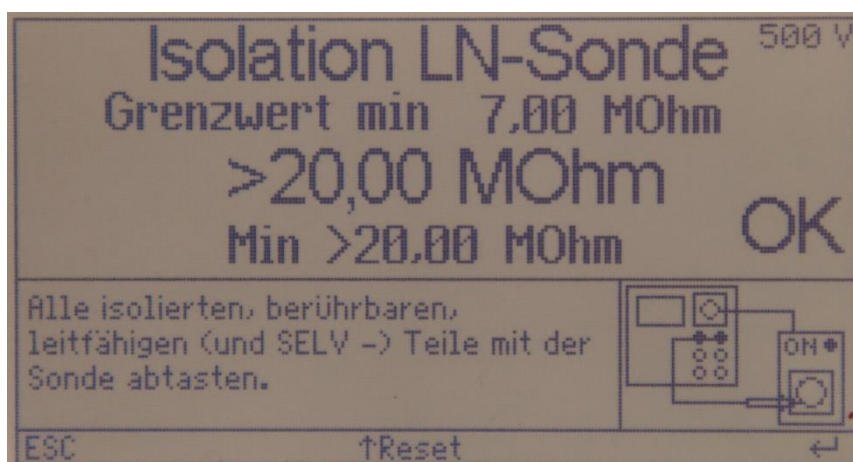 Isolation LN-Sonde 500 V
Grenzwert min 7,00 MOhm
>20,00 MOhm
OK
Min >20,00 MOhm
Alle isolierten, berührbaren,
leitfähigen (und SELV -) Teile mit der
Sonde abtasten.
ON
ESC ↑Reset ↵